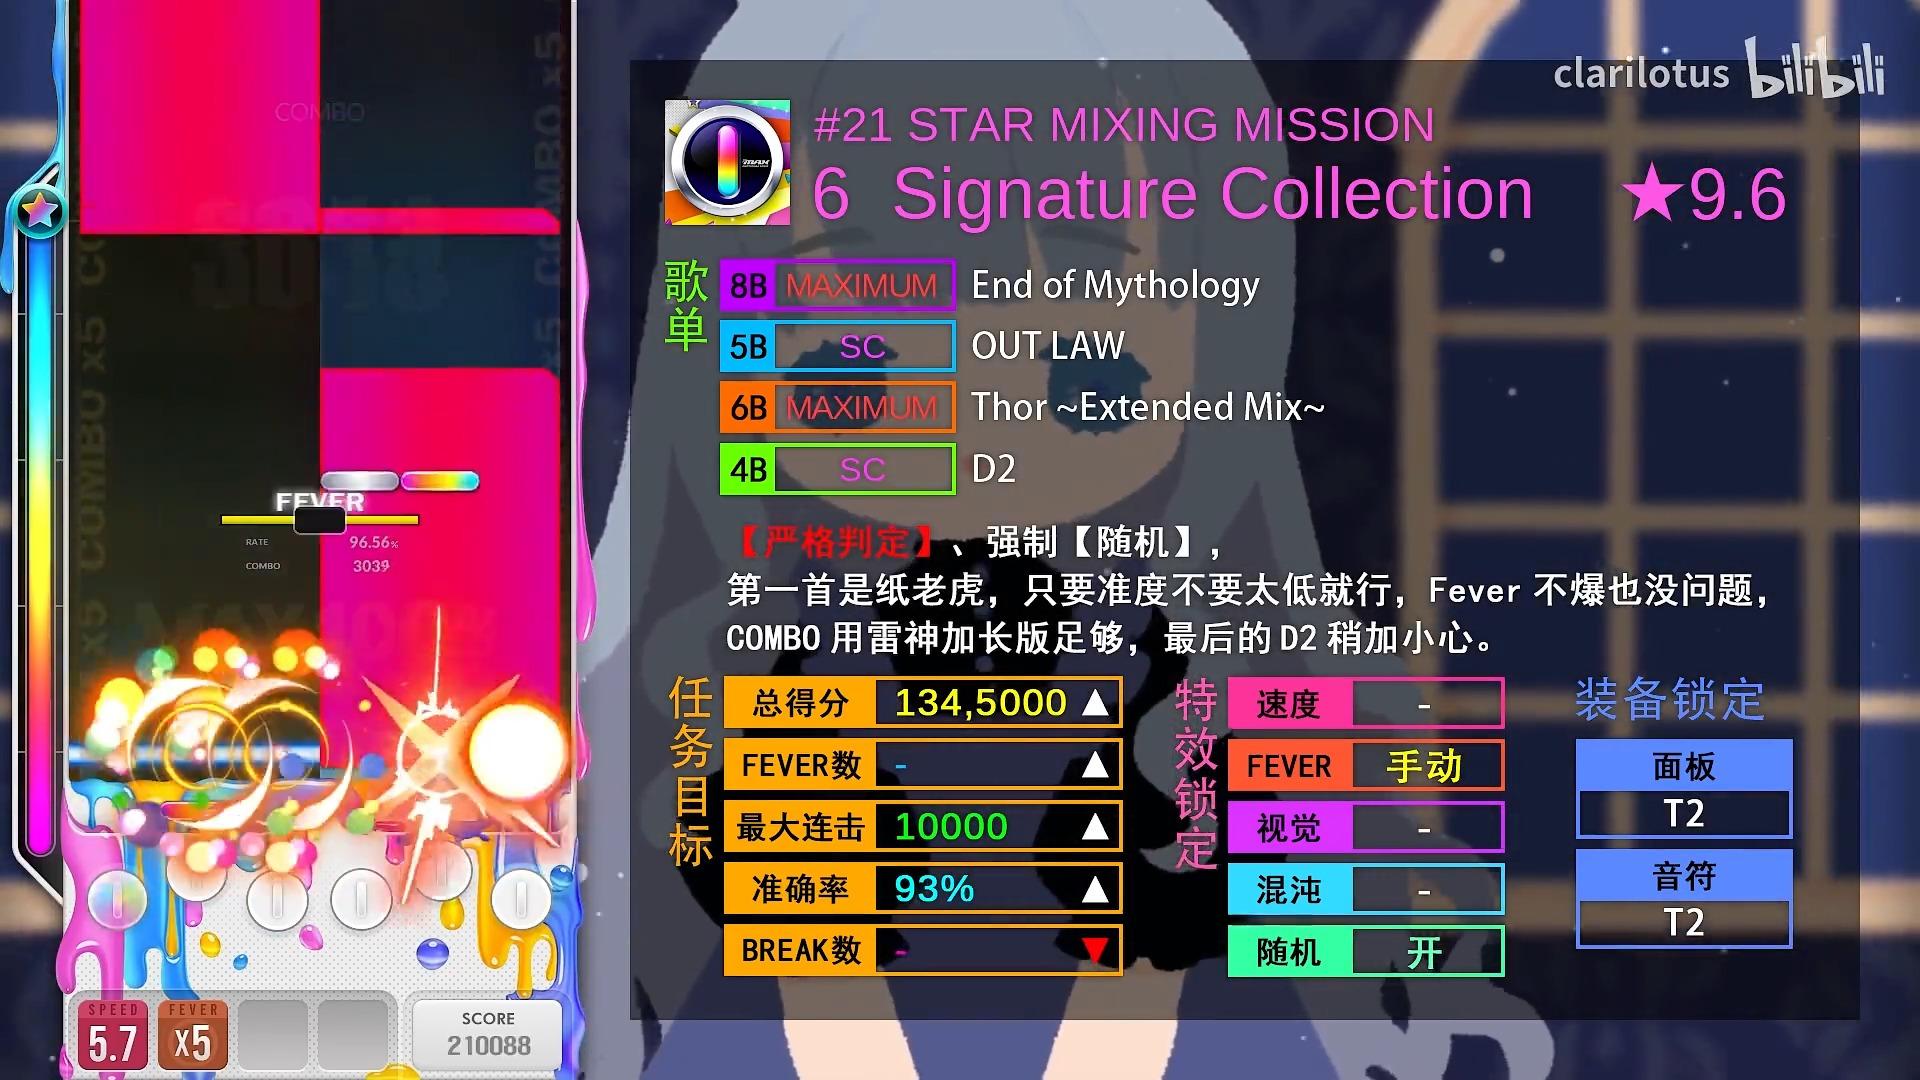 clarilotus bilibili
#21 STAR MIXING MISSION
6 Signature Collection ★9.6
歌单
8B MAXIMUM End of Mythology
5B SC OUT LAW
6B MAXIMUM Thor ~Extended Mix~
4B SC D2
【严格判定】、强制【随机】，
第一首是纸老虎，只要准度不要太低就行，Fever 不爆也没问题，
COMBO 用雷神加长版足够，最后的 D2 稍加小心。
任务目标
总得分 134,5000 ▲
FEVER数 - ▲
最大连击 10000 ▲
准确率 93% ▲
BREAK数 - ▼
特效锁定
速度 -
FEVER 手动
视觉 -
混沌 -
随机 开
装备锁定
面板
T2
音符
T2
COMBO
COMBO x5
FEVER
RATE 96.56%
COMBO 3039
SPEED
5.7
FEVER
X5
SCORE
210088